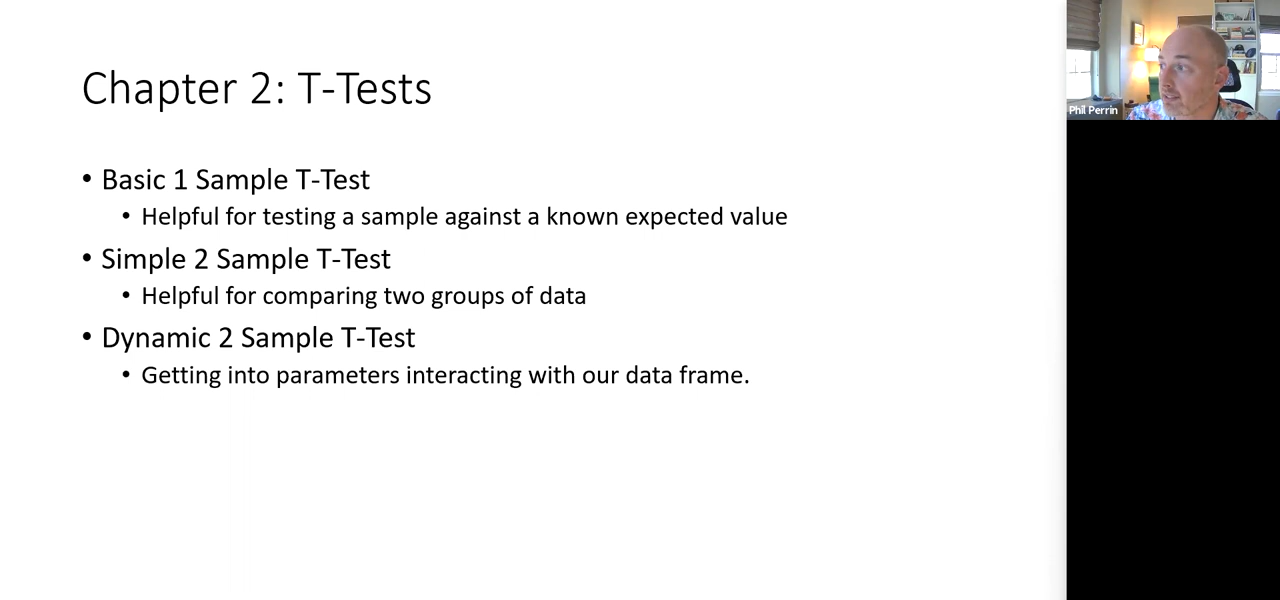 Chapter 2: T-Tests
• Basic 1 Sample T-Test
• Helpful for testing a sample against a known expected value
• Simple 2 Sample T-Test
• Helpful for comparing two groups of data
• Dynamic 2 Sample T-Test
• Getting into parameters interacting with our data frame.
Phil Perrin